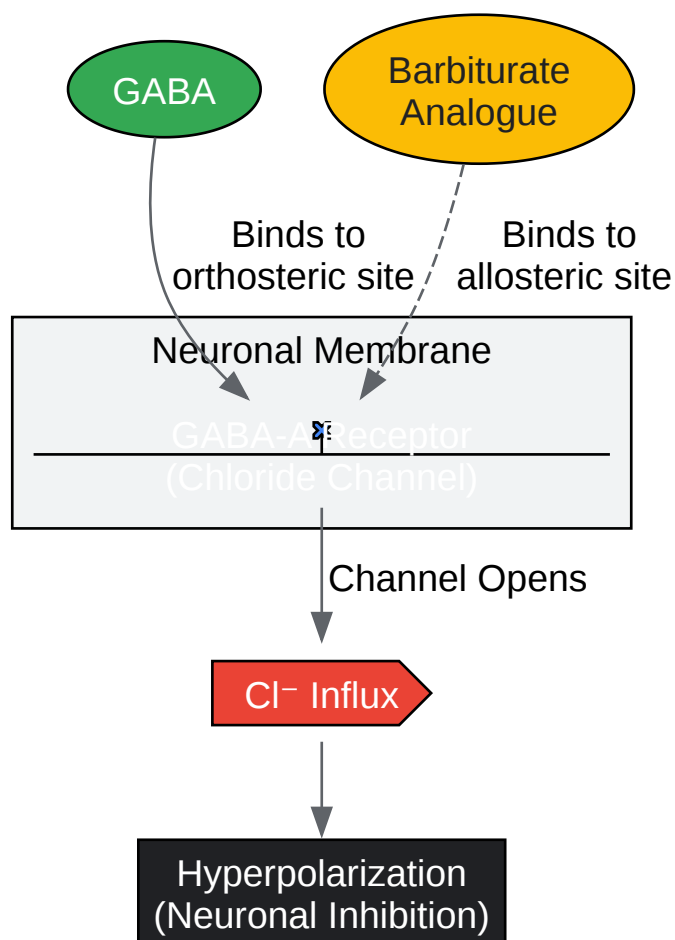 GABA
Barbiturate
Analogue
Binds to
orthosteric site
Binds to
allosteric site
Neuronal Membrane
GABA-A Receptor
(Chloride Channel)
Channel Opens
Cl⁻ Influx
Hyperpolarization
(Neuronal Inhibition)